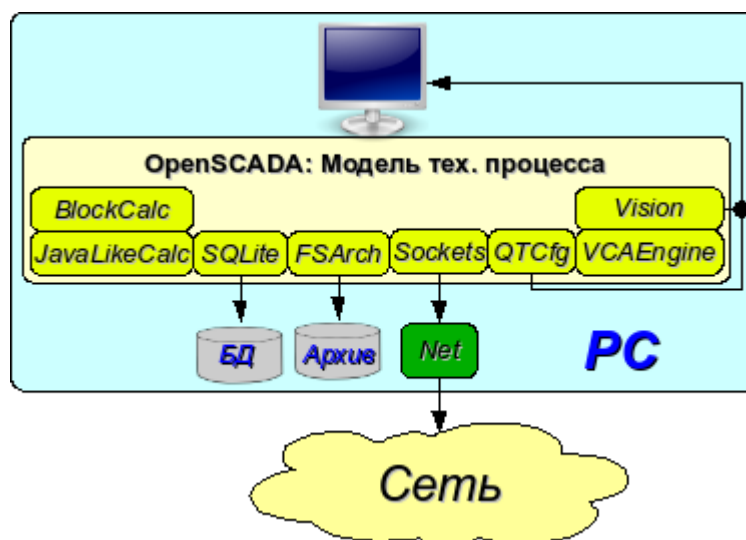 OpenSCADA: Модель тех. процесса
BlockCalc
Vision
JavaLikeCalc
SQLite
FSArch
Sockets
QTCfg
VCAEngine
БД
Архив
Net
PC
Сеть